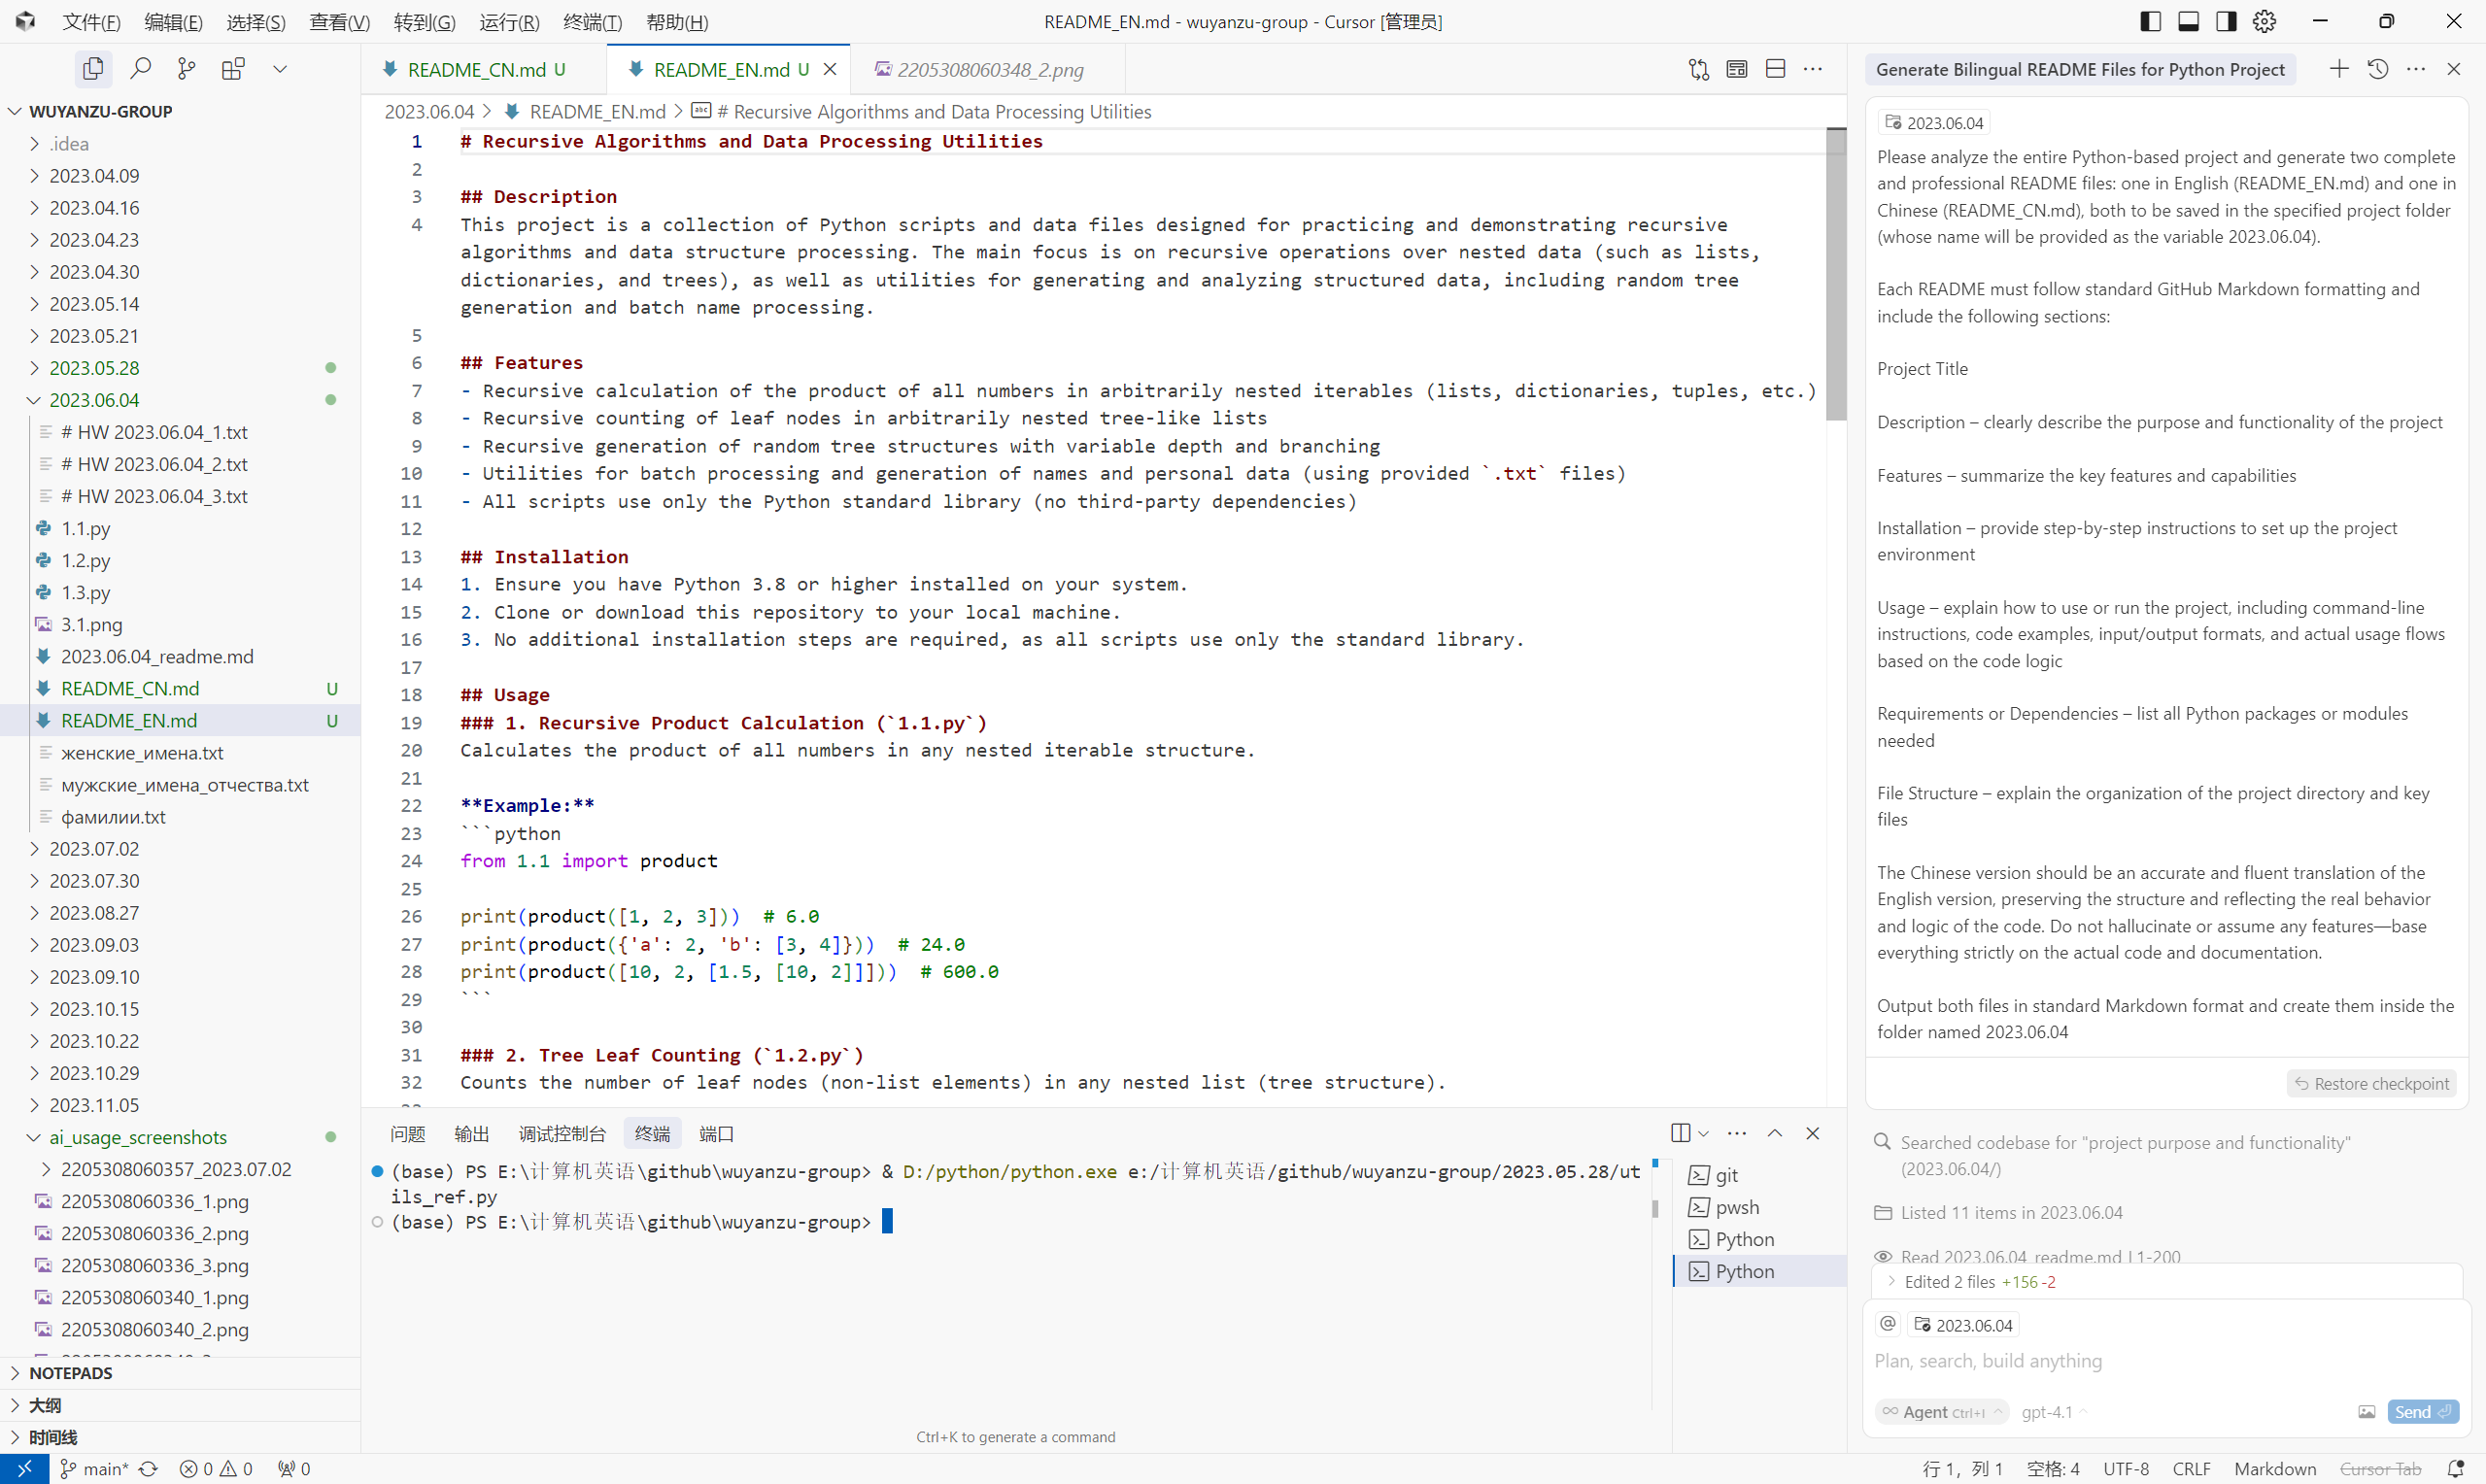 文件(F) 编辑(E) 选择(S) 查看(V) 转到(G) 运行(R) 终端(T) 帮助(H)
README_EN.md - wuyanzu-group - Cursor [管理员]
WUYANZU-GROUP
.idea
2023.04.09
2023.04.16
2023.04.23
2023.04.30
2023.05.14
2023.05.21
2023.05.28
2023.06.04
# HW 2023.06.04_1.txt
# HW 2023.06.04_2.txt
# HW 2023.06.04_3.txt
1.1.py
1.2.py
1.3.py
3.1.png
2023.06.04_readme.md
README_CN.md U
README_EN.md U
женские_имена.txt
мужские_имена_отчества.txt
фамилии.txt
2023.07.02
2023.07.30
2023.08.27
2023.09.03
2023.09.10
2023.10.15
2023.10.22
2023.10.29
2023.11.05
ai_usage_screenshots
2205308060357_2023.07.02
2205308060336_1.png
2205308060336_2.png
2205308060336_3.png
2205308060340_1.png
2205308060340_2.png
NOTEPADS
大纲
时间线
README_CN.md U README_EN.md U 2205308060348_2.png
2023.06.04 > README_EN.md > # Recursive Algorithms and Data Processing Utilities
1 # Recursive Algorithms and Data Processing Utilities
2
3 ## Description
4 This project is a collection of Python scripts and data files designed for practicing and demonstrating recursive
algorithms and data structure processing. The main focus is on recursive operations over nested data (such as lists,
dictionaries, and trees), as well as utilities for generating and analyzing structured data, including random tree
generation and batch name processing.
5
6 ## Features
7 - Recursive calculation of the product of all numbers in arbitrarily nested iterables (lists, dictionaries, tuples, etc.)
8 - Recursive counting of leaf nodes in arbitrarily nested tree-like lists
9 - Recursive generation of random tree structures with variable depth and branching
10 - Utilities for batch processing and generation of names and personal data (using provided `.txt` files)
11 - All scripts use only the Python standard library (no third-party dependencies)
12
13 ## Installation
14 1. Ensure you have Python 3.8 or higher installed on your system.
15 2. Clone or download this repository to your local machine.
16 3. No additional installation steps are required, as all scripts use only the standard library.
17
18 ## Usage
19 ### 1. Recursive Product Calculation (`1.1.py`)
20 Calculates the product of all numbers in any nested iterable structure.
21
22 **Example:**
23 ```python
24 from 1.1 import product
25
26 print(product([1, 2, 3]))  # 6.0
27 print(product({'a': 2, 'b': [3, 4]}))  # 24.0
28 print(product([10, 2, [1.5, [10, 2]]]))  # 600.0
29 ```
30
31 ### 2. Tree Leaf Counting (`1.2.py`)
32 Counts the number of leaf nodes (non-list elements) in any nested list (tree structure).
问题 输出 调试控制台 终端 端口
(base) PS E:\计算机英语\github\wuyanzu-group> & D:/python/python.exe e:/计算机英语/github/wuyanzu-group/2023.05.28/ut
ils_ref.py
(base) PS E:\计算机英语\github\wuyanzu-group>
git
pwsh
Python
Python
Ctrl+K to generate a command
Generate Bilingual README Files for Python Project
2023.06.04
Please analyze the entire Python-based project and generate two complete
and professional README files: one in English (README_EN.md) and one in
Chinese (README_CN.md), both to be saved in the specified project folder
(whose name will be provided as the variable 2023.06.04).
Each README must follow standard GitHub Markdown formatting and
include the following sections:
Project Title
Description – clearly describe the purpose and functionality of the project
Features – summarize the key features and capabilities
Installation – provide step-by-step instructions to set up the project
environment
Usage – explain how to use or run the project, including command-line
instructions, code examples, input/output formats, and actual usage flows
based on the code logic
Requirements or Dependencies – list all Python packages or modules
needed
File Structure – explain the organization of the project directory and key
files
The Chinese version should be an accurate and fluent translation of the
English version, preserving the structure and reflecting the real behavior
and logic of the code. Do not hallucinate or assume any features—base
everything strictly on the actual code and documentation.
Output both files in standard Markdown format and create them inside the
folder named 2023.06.04
Restore checkpoint
Searched codebase for "project purpose and functionality"
(2023.06.04/)
Listed 11 items in 2023.06.04
Read 2023.06.04_readme.md L1-200
Edited 2 files +156 -2
@ 2023.06.04
Plan, search, build anything
Agent Ctrl+I gpt-4.1 Send
main* 0 0 0
行 1，列 1 空格: 4 UTF-8 CRLF Markdown Cursor Tab